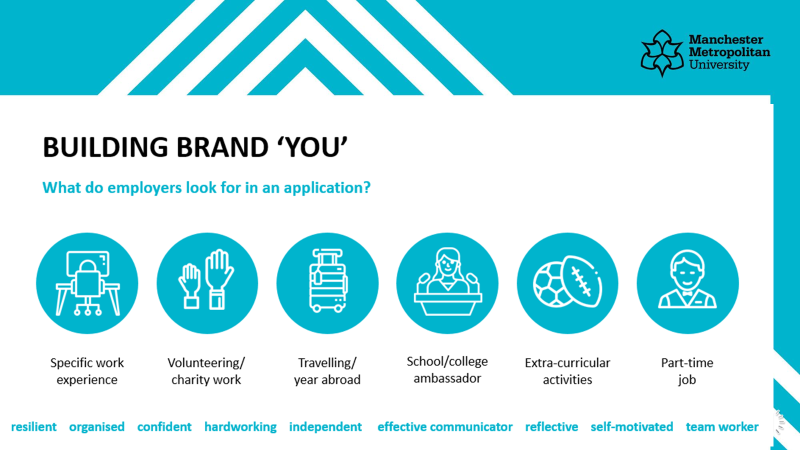 Manchester
Metropolitan
University
BUILDING BRAND ‘YOU’
What do employers look for in an application?
Specific work
experience
Volunteering/
charity work
Travelling/
year abroad
School/college
ambassador
Extra-curricular
activities
Part-time
job
resilient organised confident hardworking independent effective communicator reflective self-motivated team worker